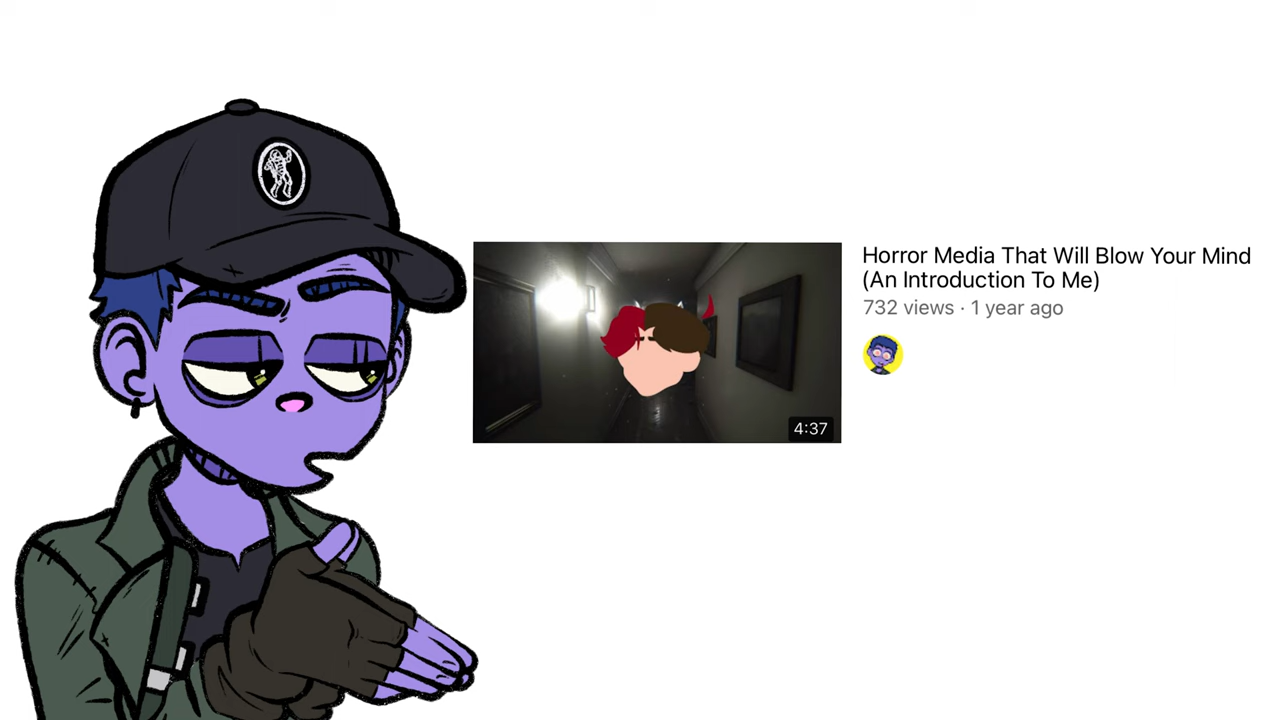 Horror Media That Will Blow Your Mind
(An Introduction To Me)
732 views · 1 year ago
4:37